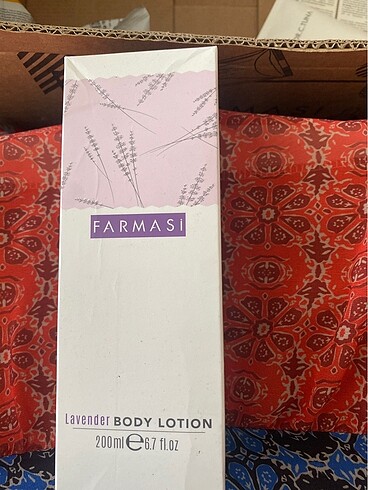 FARMASİ
Lavender BODY LOTION
200ml ℮ 6.7 fl.oz